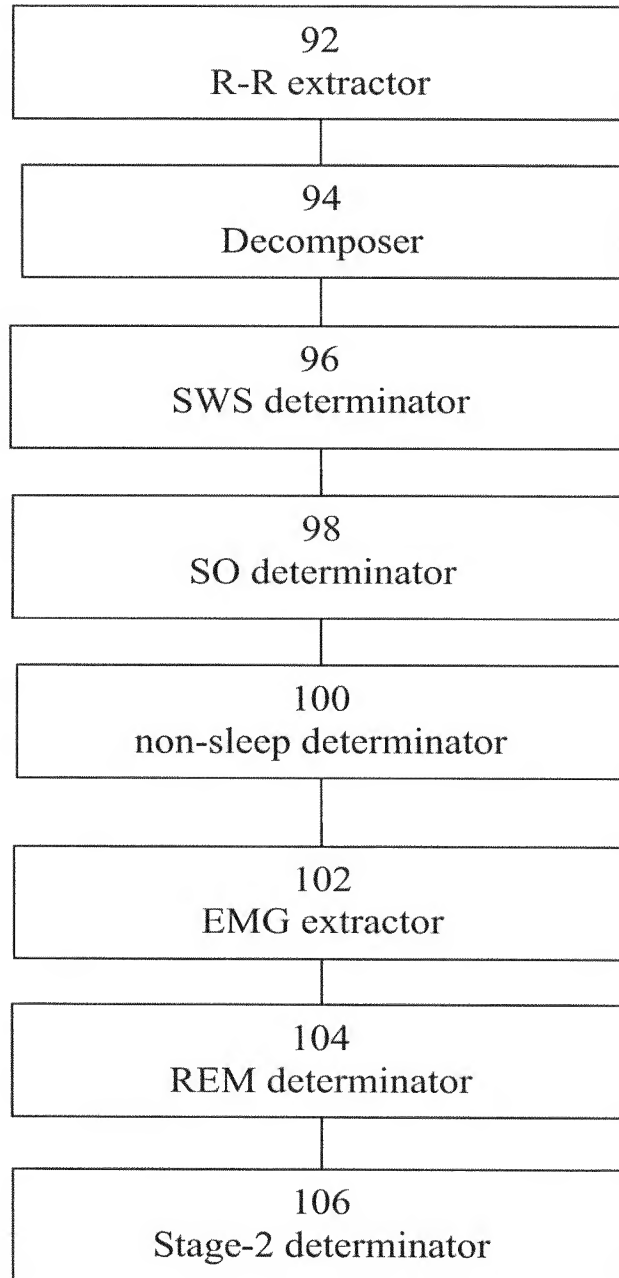 92
R-R extractor
94
Decomposer
96
SWS determinator
98
SO determinator
100
non-sleep determinator
102
EMG extractor
104
REM determinator
106
Stage-2 determinator